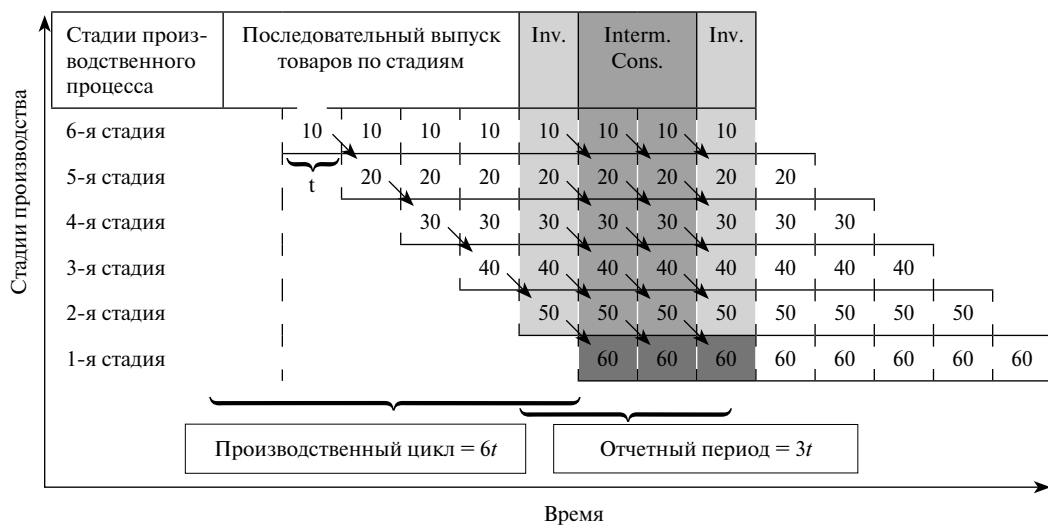 Стадии произ-
водственного
процесса
Последовательный выпуск
товаров по стадиям
Inv.
Interm.
Cons.
Inv.
Стадии производства
6-я стадия 10 10 10 10 10 10 10 10
t
5-я стадия 20 20 20 20 20 20 20 20
4-я стадия 30 30 30 30 30 30 30 30
3-я стадия 40 40 40 40 40 40 40 40
2-я стадия 50 50 50 50 50 50 50 50
1-я стадия 60 60 60 60 60 60 60 60
Производственный цикл = 6t
Отчетный период = 3t
Время